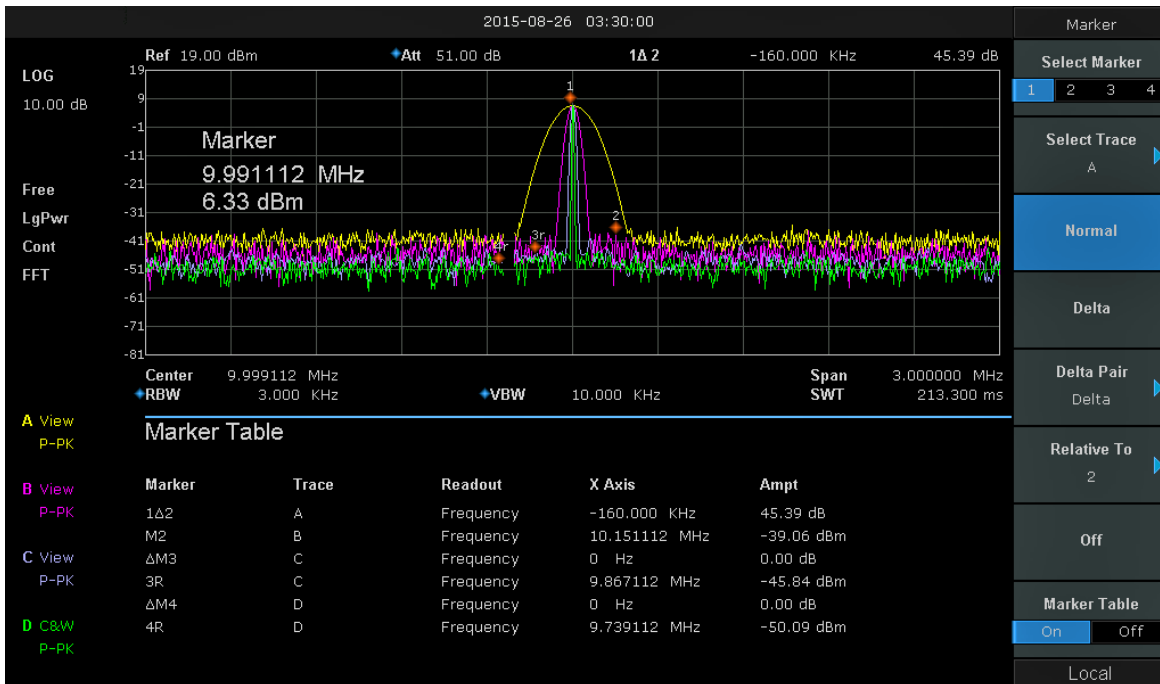 2015-08-26 03:30:00
Marker
Ref 19.00 dBm Att 51.00 dB 1Δ 2 -160.000 KHz 45.39 dB
LOG
10.00 dB
Free
LgPwr
Cont
FFT
19
9
-1
-11
-21
-31
-41
-51
-61
-71
-81
Marker
9.991112 MHz
6.33 dBm
1
2
3r
Center 9.999112 MHz Span 3.000000 MHz
RBW 3.000 KHz VBW 10.000 KHz SWT 213.300 ms
A View
P-PK
B View
P-PK
C View
P-PK
D C&W
P-PK
Marker Table
Marker Trace Readout X Axis Ampt
1Δ2 A Frequency -160.000 KHz 45.39 dB
M2 B Frequency 10.151112 MHz -39.06 dBm
ΔM3 C Frequency 0 Hz 0.00 dB
3R C Frequency 9.867112 MHz -45.84 dBm
ΔM4 D Frequency 0 Hz 0.00 dB
4R D Frequency 9.739112 MHz -50.09 dBm
Select Marker
1 2 3 4
Select Trace
A
Normal
Delta
Delta Pair
Delta
Relative To
2
Off
Marker Table
On Off
Local